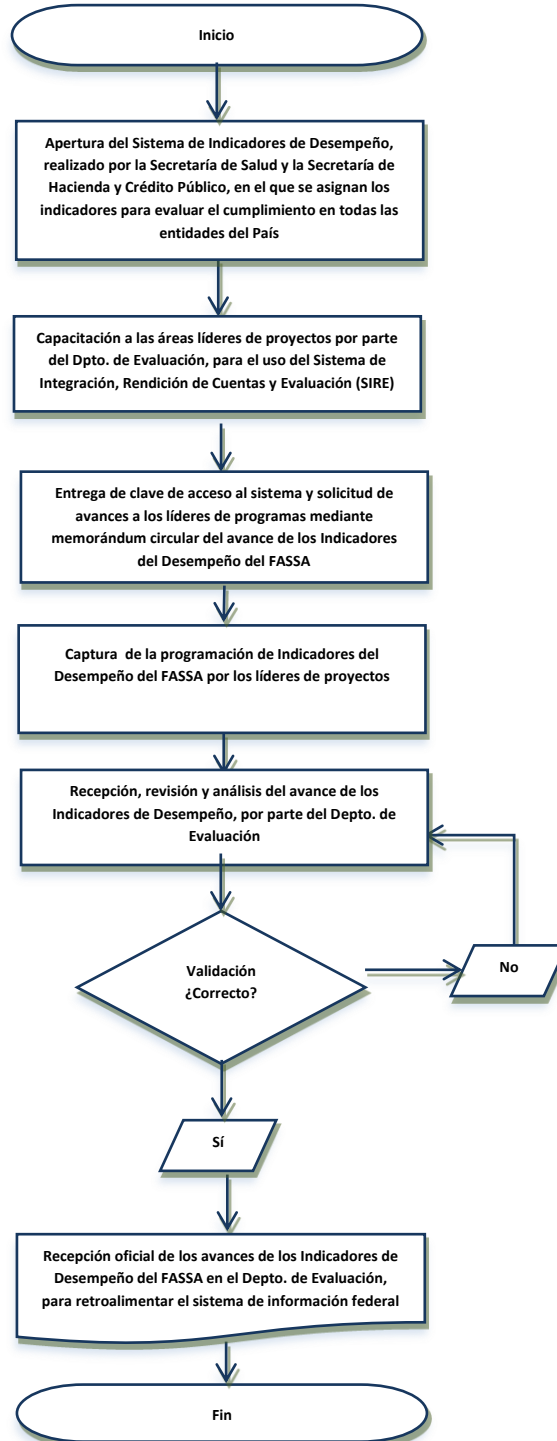 Inicio
Apertura del Sistema de Indicadores de Desempeño,
realizado por la Secretaría de Salud y la Secretaría de
Hacienda y Crédito Público, en el que se asignan los
indicadores para evaluar el cumplimiento en todas las
entidades del País
Capacitación a las áreas líderes de proyectos por parte
del Dpto. de Evaluación, para el uso del Sistema de
Integración, Rendición de Cuentas y Evaluación (SIRE)
Entrega de clave de acceso al sistema y solicitud de
avances a los líderes de programas mediante
memorándum circular del avance de los Indicadores
del Desempeño del FASSA
Captura de la programación de Indicadores del
Desempeño del FASSA por los líderes de proyectos
Recepción, revisión y análisis del avance de los
Indicadores de Desempeño, por parte del Depto. de
Evaluación
Validación
¿Correcto?
No
Sí
Recepción oficial de los avances de los Indicadores de
Desempeño del FASSA en el Depto. de Evaluación,
para retroalimentar el sistema de información federal
Fin